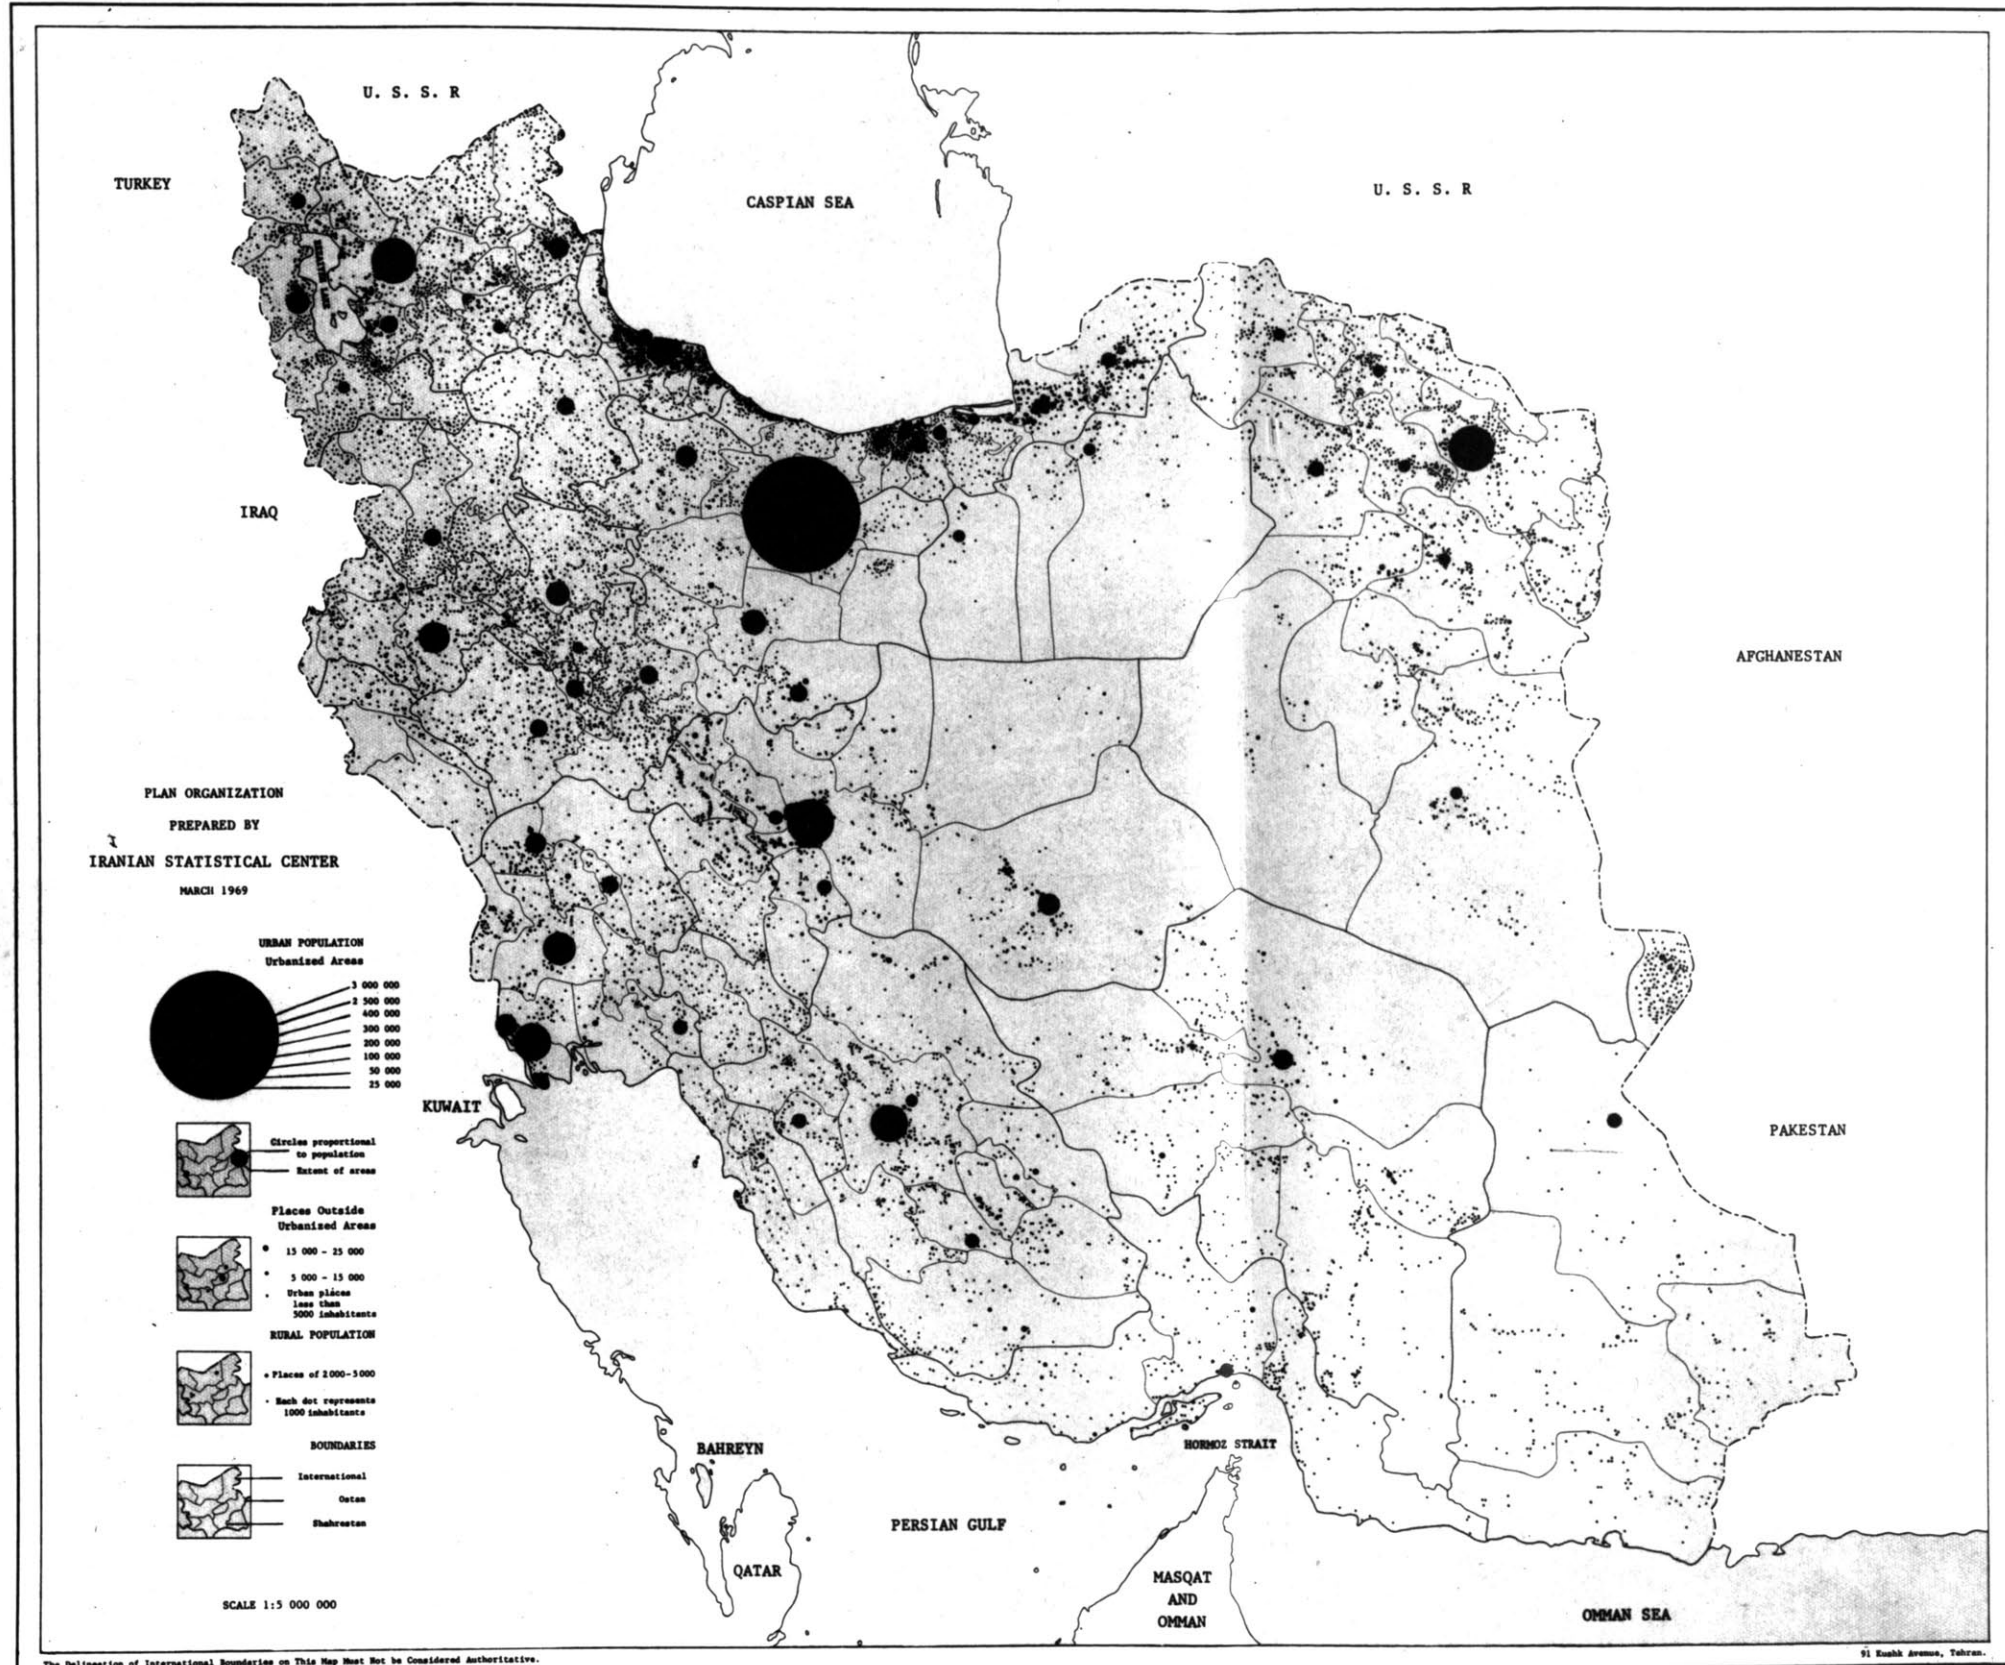 U. S. S. R
TURKEY
CASPIAN SEA
U. S. S. R
IRAQ
AFGHANESTAN
PLAN ORGANIZATION
PREPARED BY
IRANIAN STATISTICAL CENTER
MARCH 1969
URBAN POPULATION
Urbanized Areas
3 000 000
2 500 000
400 000
300 000
200 000
100 000
50 000
25 000
KUWAIT
PAKESTAN
Circles proportional
to population
Extent of areas
Places Outside
Urbanized Areas
15 000 - 25 000
5 000 - 15 000
Urban places
less than
5000 inhabitants
RURAL POPULATION
Places of 2000-5000
Each dot represents
1000 inhabitants
BOUNDARIES
International
Ostan
Shahrestan
SCALE 1:5 000 000
BAHREYN
QATAR
PERSIAN GULF
HORMOZ STRAIT
MASQAT
AND
OMMAN
OMMAN SEA
The Delineation of International Boundaries on This Map Must Not be Considered Authoritative.
91 Kushk Avenue, Tehran.